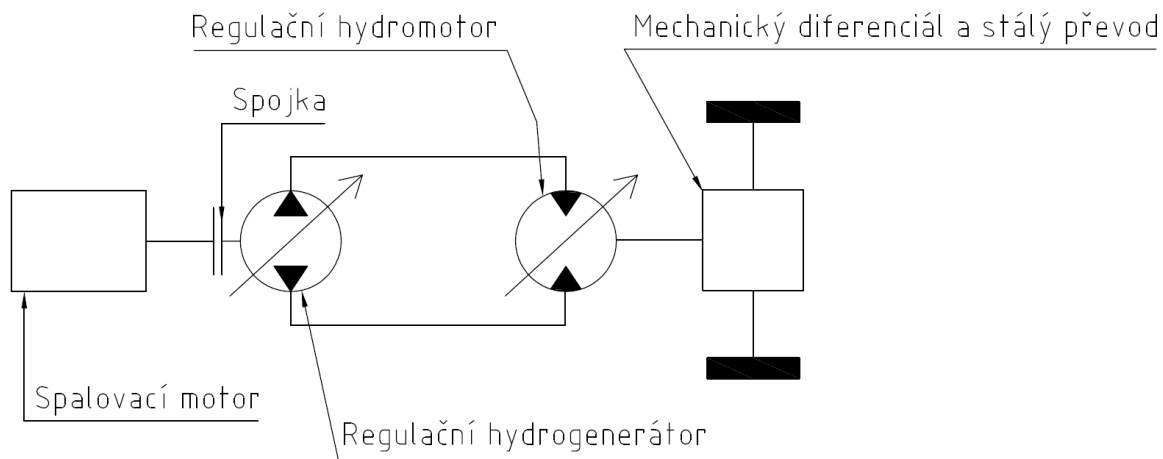 Regulační hydromotor
Mechanický diferenciál a stálý převod
Spojka
Spalovací motor
Regulační hydrogenerátor